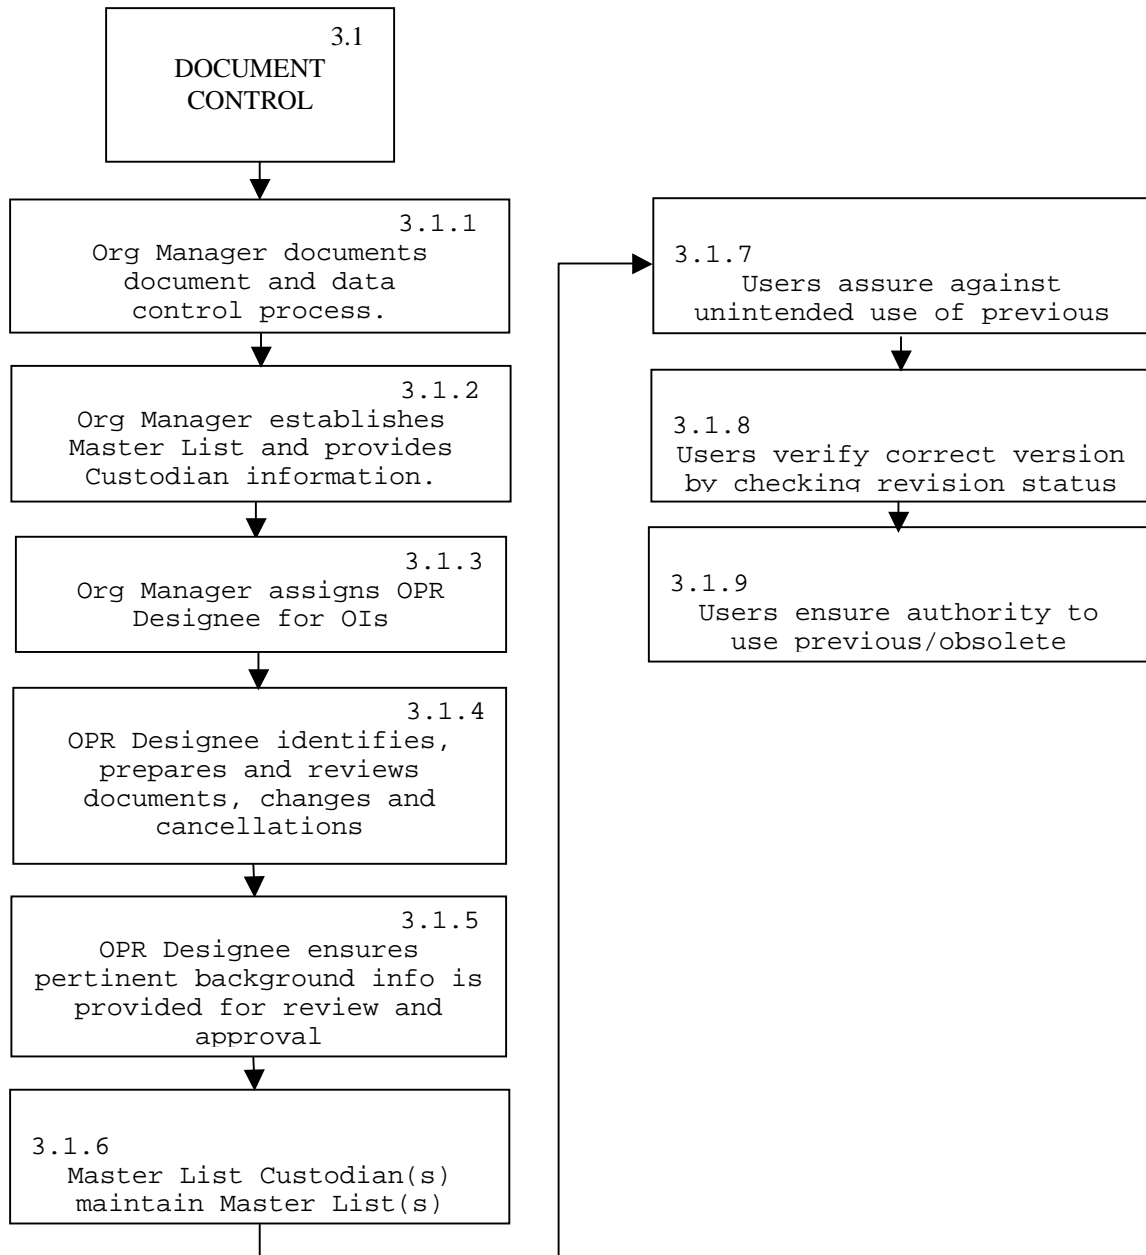 3.1
DOCUMENT
CONTROL
3.1.1
Org Manager documents
document and data
control process.
3.1.2
Org Manager establishes
Master List and provides
Custodian information.
3.1.3
Org Manager assigns OPR
Designee for OIs
3.1.4
OPR Designee identifies,
prepares and reviews
documents, changes and
cancellations
3.1.5
OPR Designee ensures
pertinent background info is
provided for review and
approval
3.1.6
Master List Custodian(s)
maintain Master List(s)
3.1.7
Users assure against
unintended use of previous
3.1.8
Users verify correct version
by checking revision status
3.1.9
Users ensure authority to
use previous/obsolete